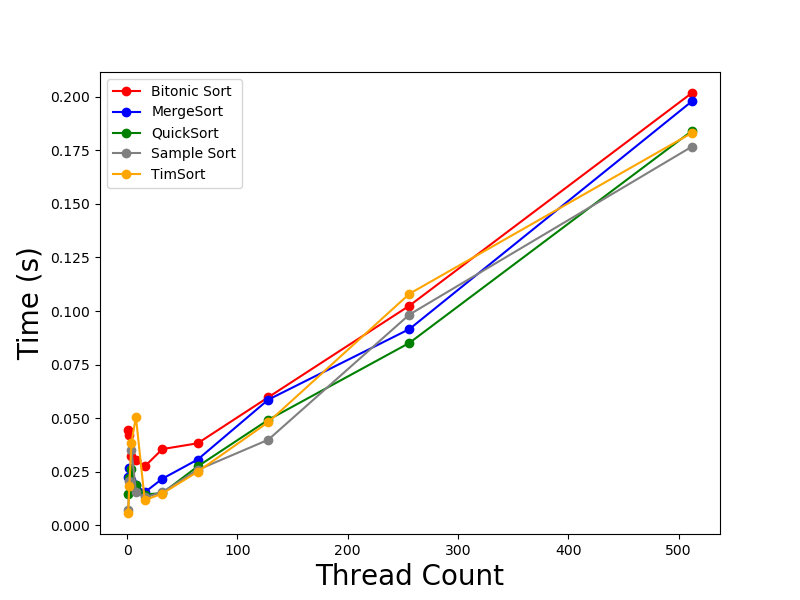 Bitonic Sort
MergeSort
QuickSort
Sample Sort
TimSort
0.200
0.175
0.150
0.125
0.100
0.075
0.050
0.025
0.000
Time (s)
0 100 200 300 400 500
Thread Count